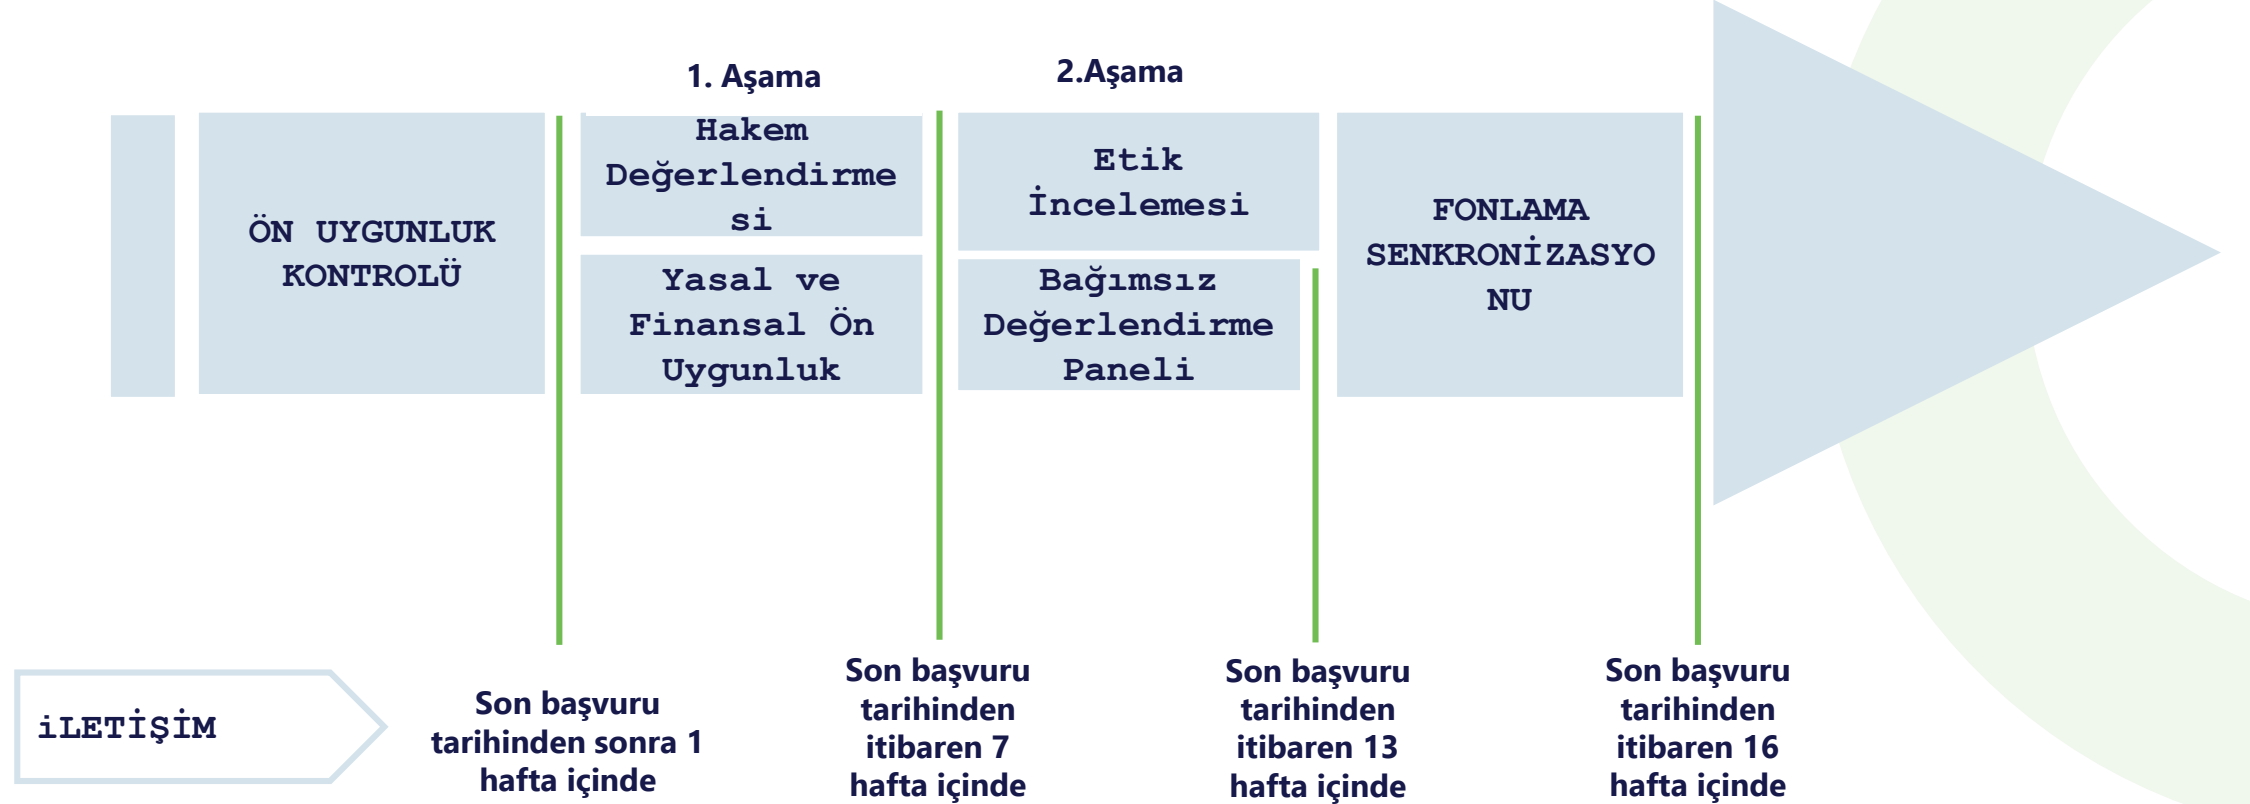 1. Aşama
2.Aşama
ÖN UYGUNLUK
KONTROLÜ
Hakem
Değerlendirme
si
Yasal ve
Finansal Ön
Uygunluk
Etik
İncelemesi
Bağımsız
Değerlendirme
Paneli
FONLAMA
SENKRONİZASYO
NU
iLETİŞİM
Son başvuru
tarihinden sonra 1
hafta içinde
Son başvuru
tarihinden
itibaren 7
hafta içinde
Son başvuru
tarihinden
itibaren 13
hafta içinde
Son başvuru
tarihinden
itibaren 16
hafta içinde